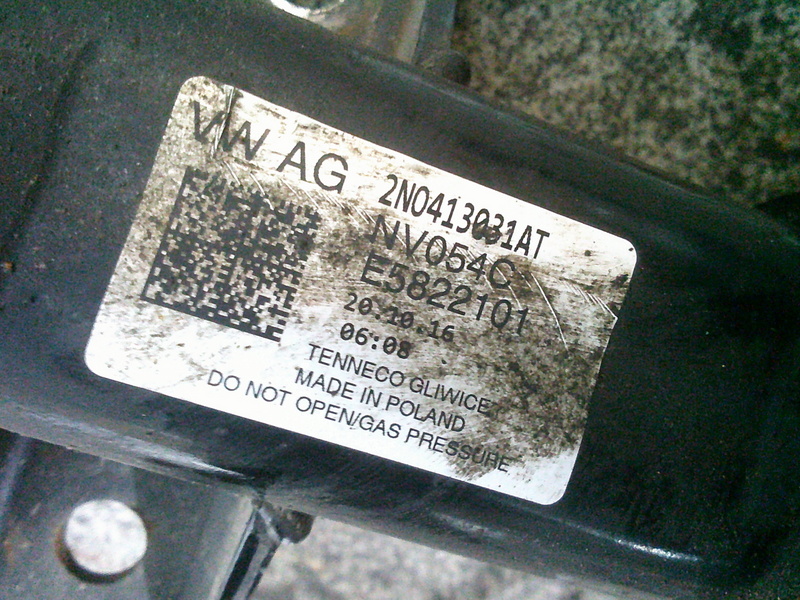 VW AG 2N0413031AT
NV054C
E5822101
20.10.16
06:08
TENNECO GLIWICE
MADE IN POLAND
DO NOT OPEN/GAS PRESSURE